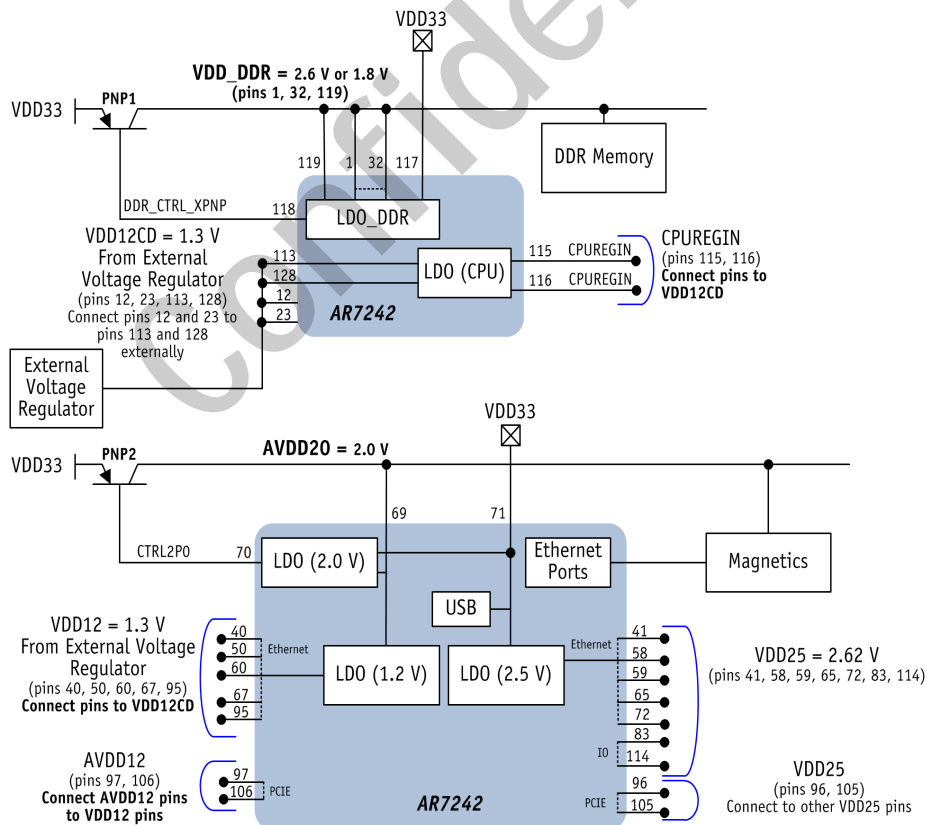 Confiden
VDD33
VDD_DDR = 2.6 V or 1.8 V
(pins 1, 32, 119)
VDD33
PNP1
DDR Memory
119
1
32
117
DDR_CTRL_XPNP
118
LDO_DDR
VDD12CD = 1.3 V
From External
Voltage Regulator
(pins 12, 23, 113, 128)
Connect pins 12 and 23 to
pins 113 and 128
externally
113
128
12
23
LDO (CPU)
115
CPUREGIN
116
CPUREGIN
CPUREGIN
(pins 115, 116)
Connect pins to
VDD12CD
AR7242
External
Voltage
Regulator
VDD33
AVDD20 = 2.0 V
VDD33
PNP2
69
71
CTRL2P0
70
LDO (2.0 V)
Ethernet
Ports
Magnetics
USB
VDD12 = 1.3 V
From External Voltage
Regulator
(pins 40, 50, 60, 67, 95)
Connect pins to VDD12CD
40
50
60
67
95
Ethernet
LDO (1.2 V)
LDO (2.5 V)
Ethernet
41
58
59
65
72
IO
83
114
VDD25 = 2.62 V
(pins 41, 58, 59, 65, 72, 83, 114)
AVDD12
(pins 97, 106)
Connect AVDD12 pins
to VDD12 pins
97
106
PCIE
AR7242
PCIE
96
105
VDD25
(pins 96, 105)
Connect to other VDD25 pins